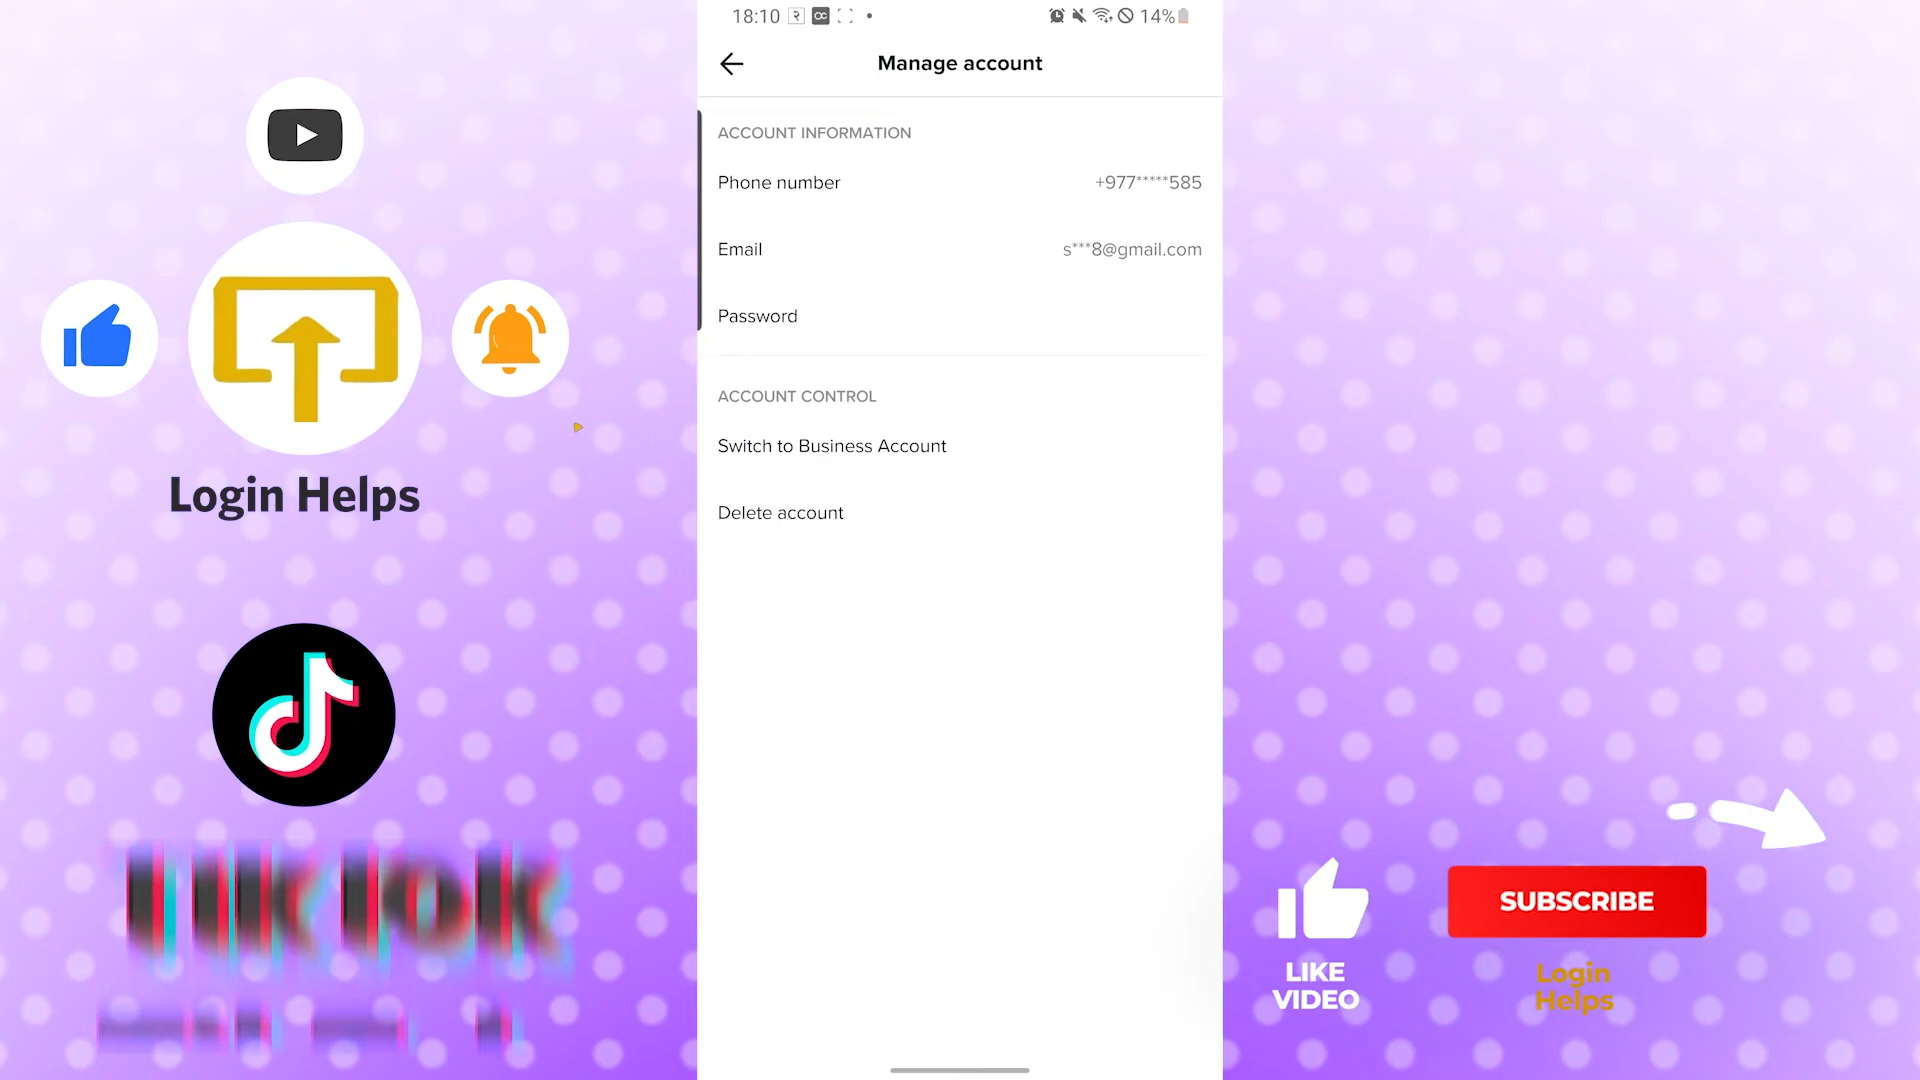 Login Helps
TikTok
18:10
14%
Manage account
ACCOUNT INFORMATION
Phone number +977*****585
Email s***8@gmail.com
Password
ACCOUNT CONTROL
Switch to Business Account
Delete account
LIKE
VIDEO
SUBSCRIBE
Login
Helps